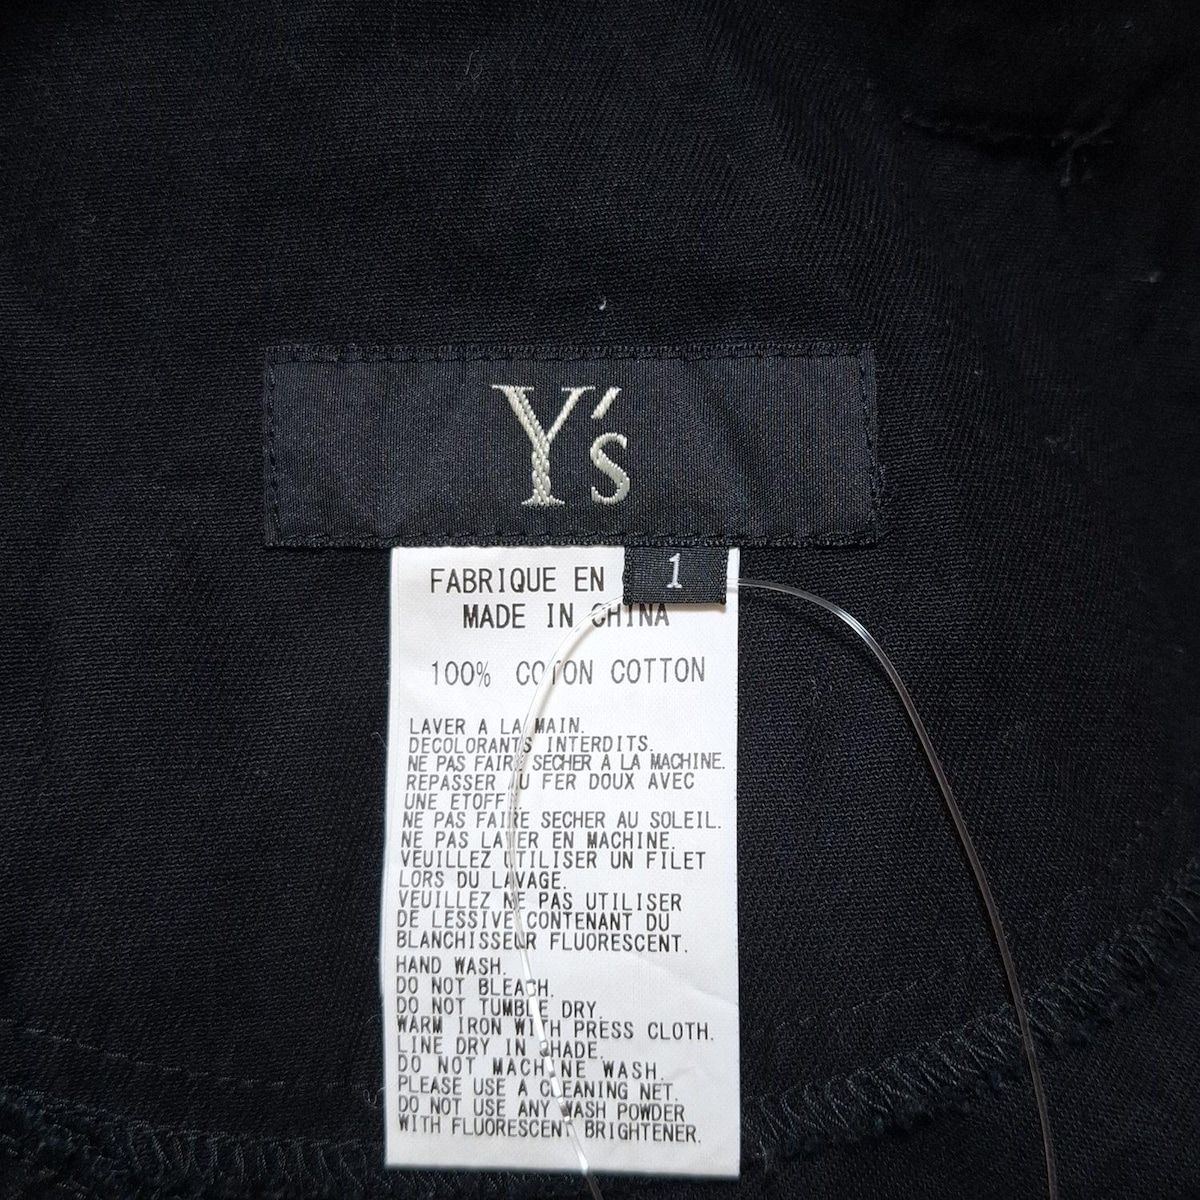 Y's
1
FABRIQUE EN
MADE IN CHINA
100% COTON COTTON
LAVER A LA MAIN.
DECOLORANTS INTERDITS.
NE PAS FAIRE SECHER A LA MACHINE.
REPASSER AU FER DOUX AVEC
UNE ETOFFE.
NE PAS FAIRE SECHER AU SOLEIL.
NE PAS LAVER EN MACHINE.
VEUILLEZ UTILISER UN FILET
LORS DU LAVAGE.
VEUILLEZ NE PAS UTILISER
DE LESSIVE CONTENANT DU
BLANCHISSEUR FLUORESCENT.
HAND WASH.
DO NOT BLEACH.
DO NOT TUMBLE DRY.
WARM IRON WITH PRESS CLOTH.
LINE DRY IN SHADE.
DO NOT MACHINE WASH.
PLEASE USE A CLEANING NET.
DO NOT USE ANY WASH POWDER
WITH FLUORESCENT BRIGHTENER.